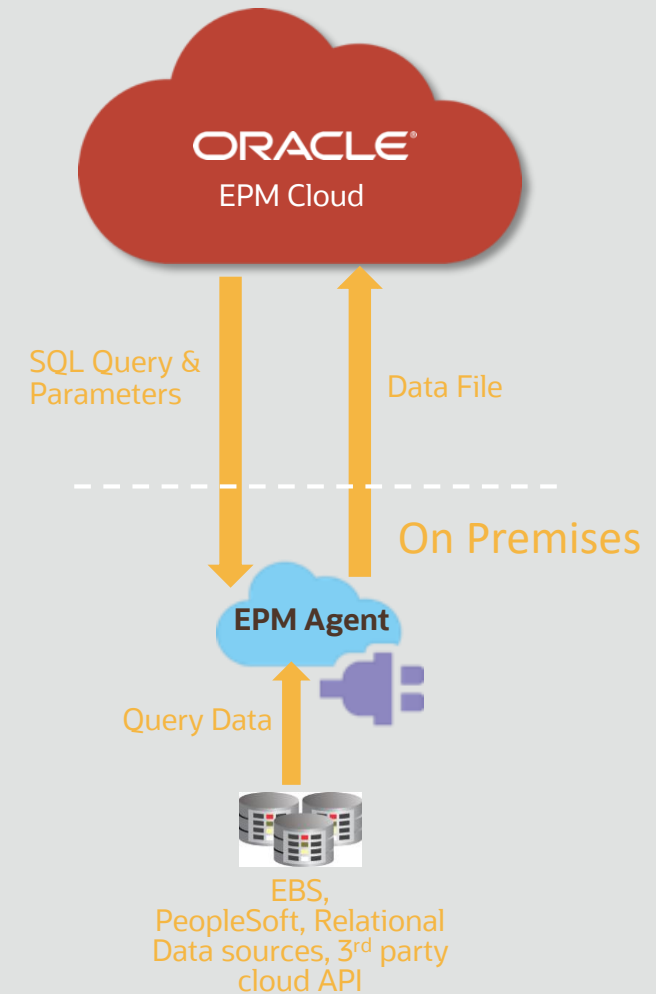 ORACLE®
EPM Cloud
SQL Query &
Parameters
Data File
On Premises
EPM Agent
Query Data
EBS,
PeopleSoft, Relational
Data sources, 3rd party
cloud API